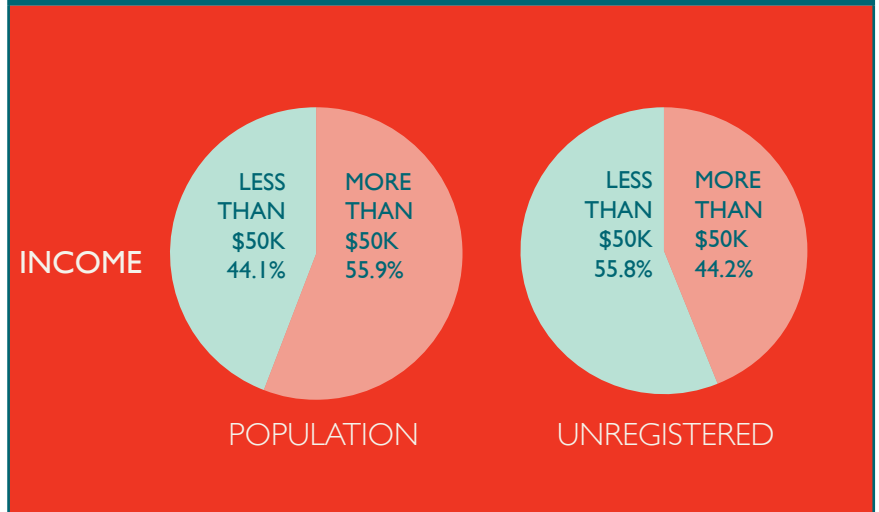 INCOME
LESS
THAN
$50K
44.1%
MORE
THAN
$50K
55.9%
POPULATION
LESS
THAN
$50K
55.8%
MORE
THAN
$50K
44.2%
UNREGISTERED